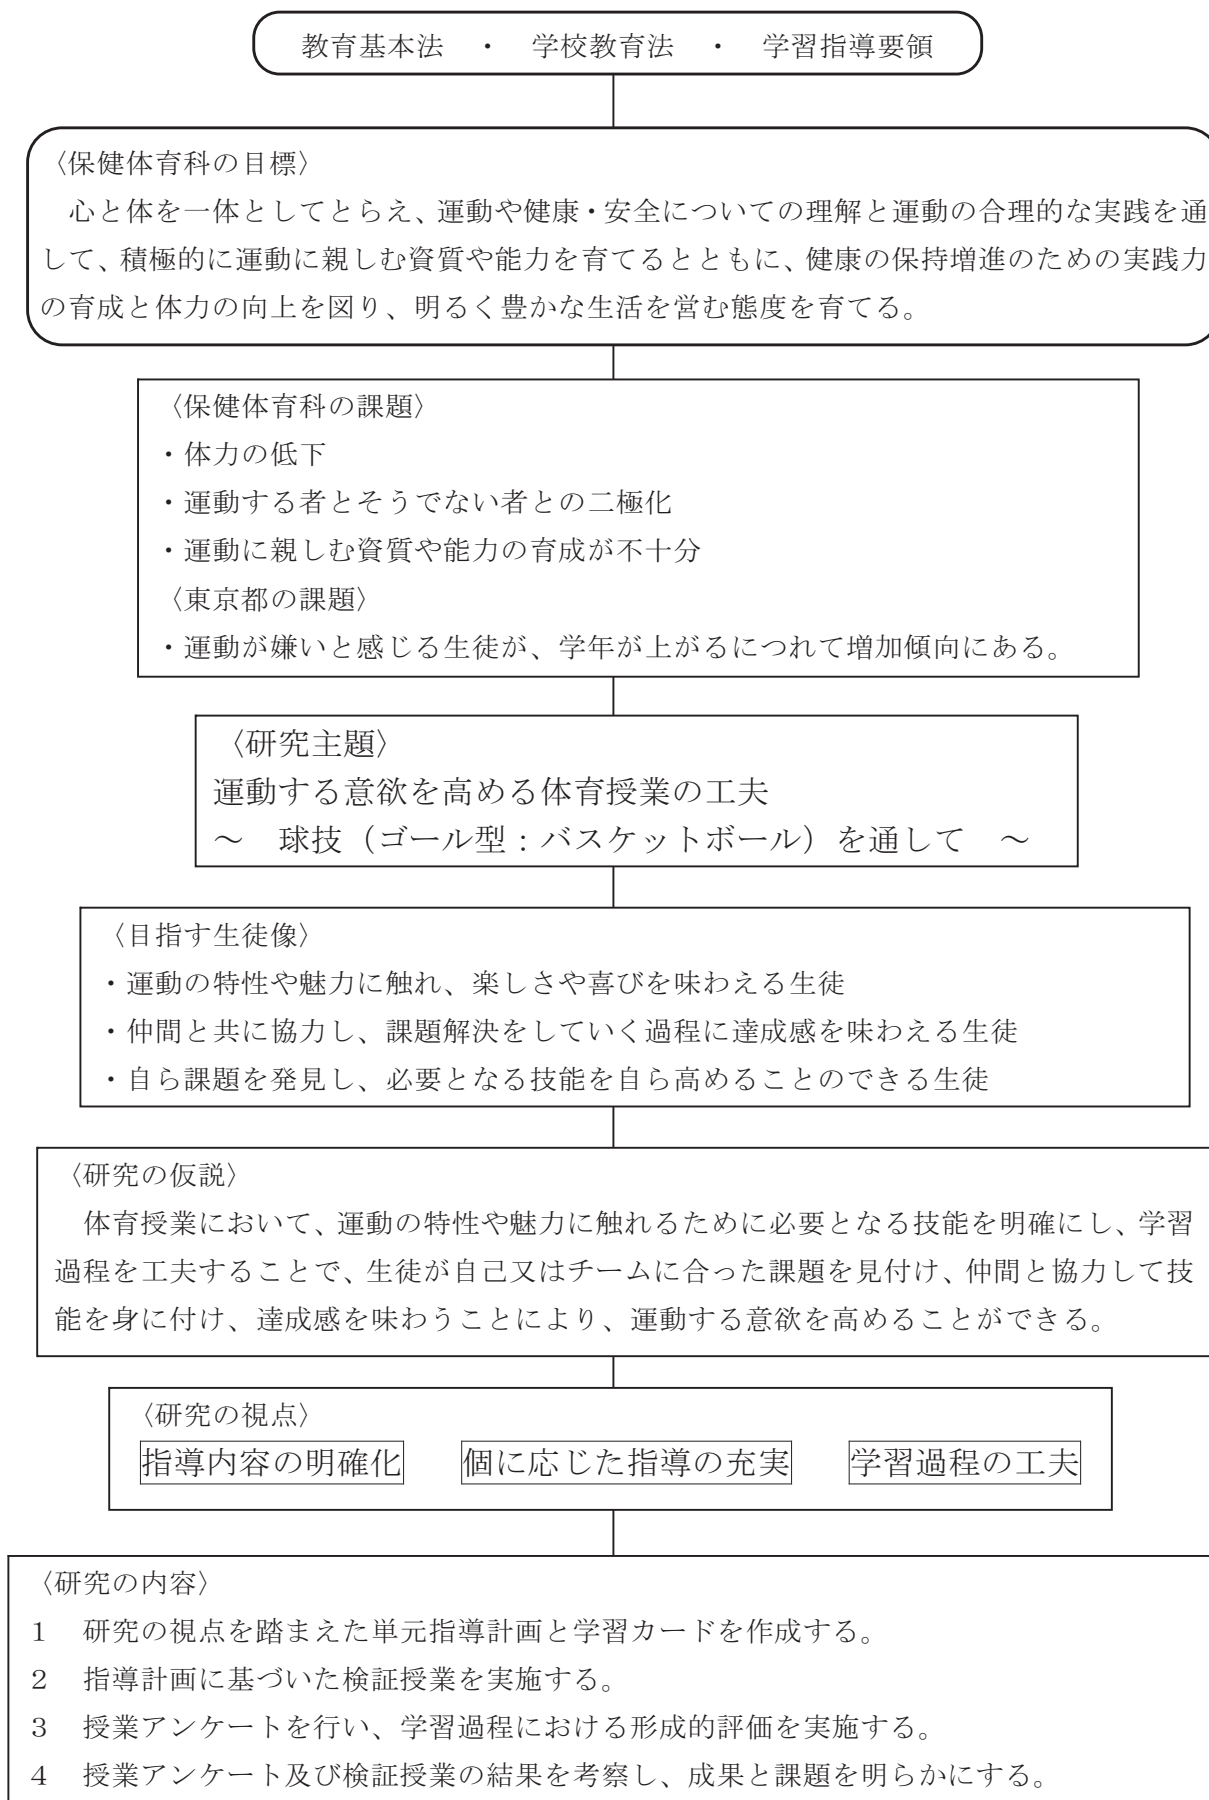 教育基本法　・　学校教育法　・　学習指導要領
〈保健体育科の目標〉
　心と体を一体としてとらえ、運動や健康・安全についての理解と運動の合理的な実践を通
して、積極的に運動に親しむ資質や能力を育てるとともに、健康の保持増進のための実践力
の育成と体力の向上を図り、明るく豊かな生活を営む態度を育てる。
〈保健体育科の課題〉
・体力の低下
・運動する者とそうでない者との二極化
・運動に親しむ資質や能力の育成が不十分
〈東京都の課題〉
・運動が嫌いと感じる生徒が、学年が上がるにつれて増加傾向にある。
〈研究主題〉
運動する意欲を高める体育授業の工夫
～　球技（ゴール型：バスケットボール）を通して　～
〈目指す生徒像〉
・運動の特性や魅力に触れ、楽しさや喜びを味わえる生徒
・仲間と共に協力し、課題解決をしていく過程に達成感を味わえる生徒
・自ら課題を発見し、必要となる技能を自ら高めることのできる生徒
〈研究の仮説〉
　体育授業において、運動の特性や魅力に触れるために必要となる技能を明確にし、学習
過程を工夫することで、生徒が自己又はチームに合った課題を見付け、仲間と協力して技
能を身に付け、達成感を味わうことにより、運動する意欲を高めることができる。
〈研究の視点〉
指導内容の明確化　個に応じた指導の充実　学習過程の工夫
〈研究の内容〉
１　研究の視点を踏まえた単元指導計画と学習カードを作成する。
２　指導計画に基づいた検証授業を実施する。
３　授業アンケートを行い、学習過程における形成的評価を実施する。
４　授業アンケート及び検証授業の結果を考察し、成果と課題を明らかにする。